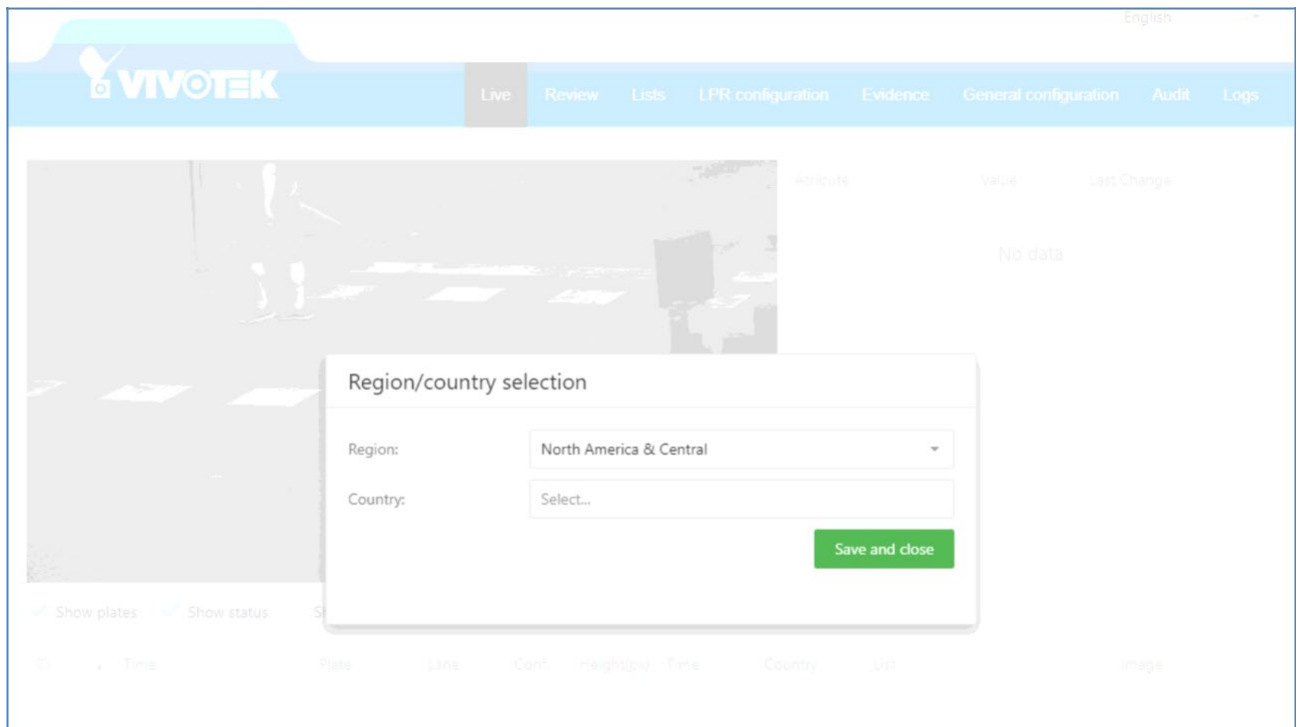 English
VIVOTEK
Live Review Lists LPR configuration Evidence General configuration Audit Logs
Attribute Value Last Change
No data
Region/country selection
Region: North America & Central
Country: Select...
Save and close
Show plates Show status
Time Plate Lane Conf. Height(px) Time Country List Image